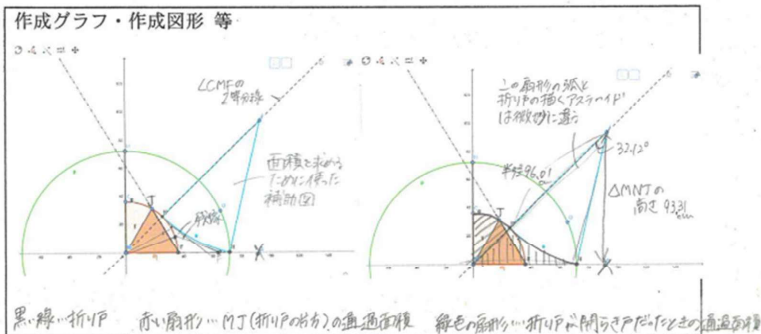 作成グラフ・作成図形 等
∠CMFの
2等分線
面積を求める
ために使った
補助図
この扇形の弧と
折り戸の描くアステロイド
は微妙に違う
32.12°
半径96.01
△MNJの
高さ93.31
cm
黒い線…折り戸
赤い扇形…MJ(折り戸の片方)の通過面積
緑色の扇形…折り戸が開き戸だったときの通過面積